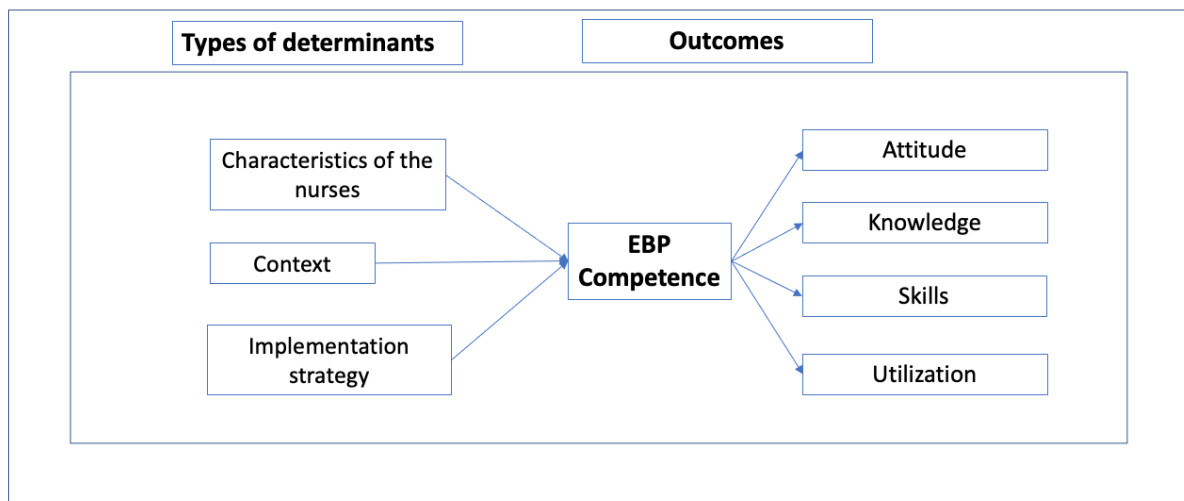 Types of determinants
Outcomes
Characteristics of the
nurses
Context
Implementation
strategy
EBP
Competence
Attitude
Knowledge
Skills
Utilization